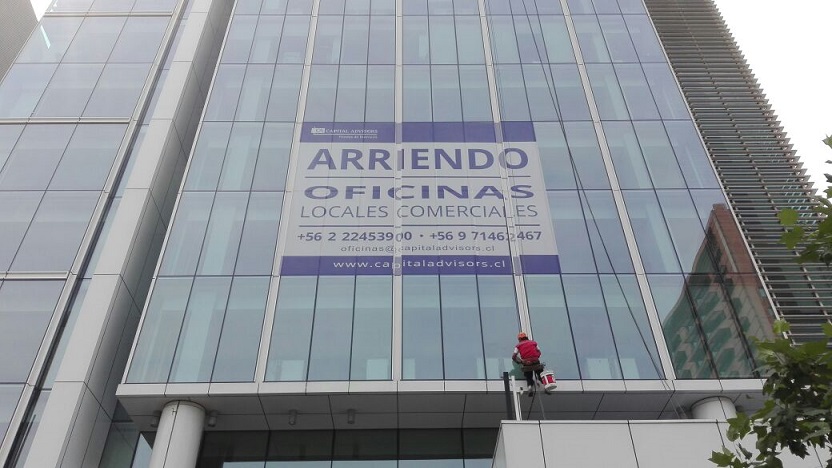 CAPITAL ADVISORS
ARRIENDO
OFICINAS
LOCALES COMERCIALES
+56 2 22453900 • +56 9 71462467
oficinas@capitaladvisors.cl
www.capitaladvisors.cl